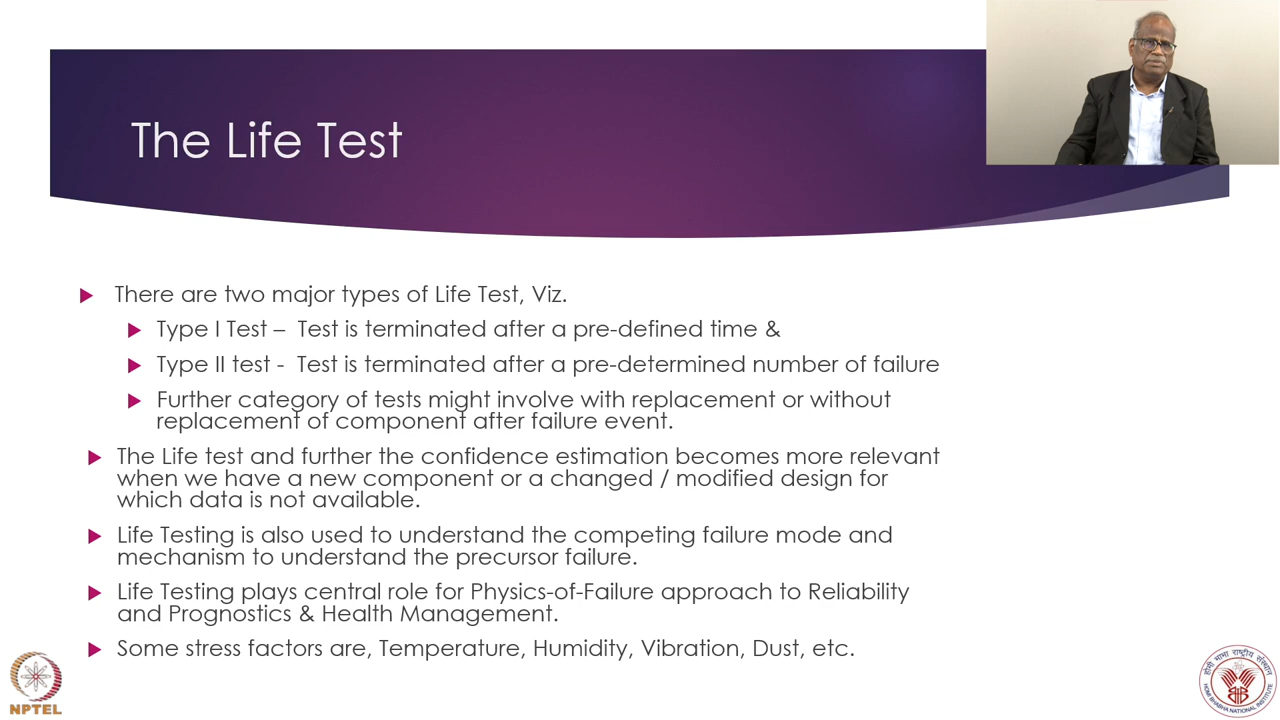 The Life Test
There are two major types of Life Test, Viz.
Type I Test – Test is terminated after a pre-defined time &
Type II test - Test is terminated after a pre-determined number of failure
Further category of tests might involve with replacement or without
replacement of component after failure event.
The Life test and further the confidence estimation becomes more relevant
when we have a new component or a changed / modified design for
which data is not available.
Life Testing is also used to understand the competing failure mode and
mechanism to understand the precursor failure.
Life Testing plays central role for Physics-of-Failure approach to Reliability
and Prognostics & Health Management.
Some stress factors are, Temperature, Humidity, Vibration, Dust, etc.
NPTEL
होमी भाभा राष्ट्रीय संस्थान
HOMI BHABHA NATIONAL INSTITUTE